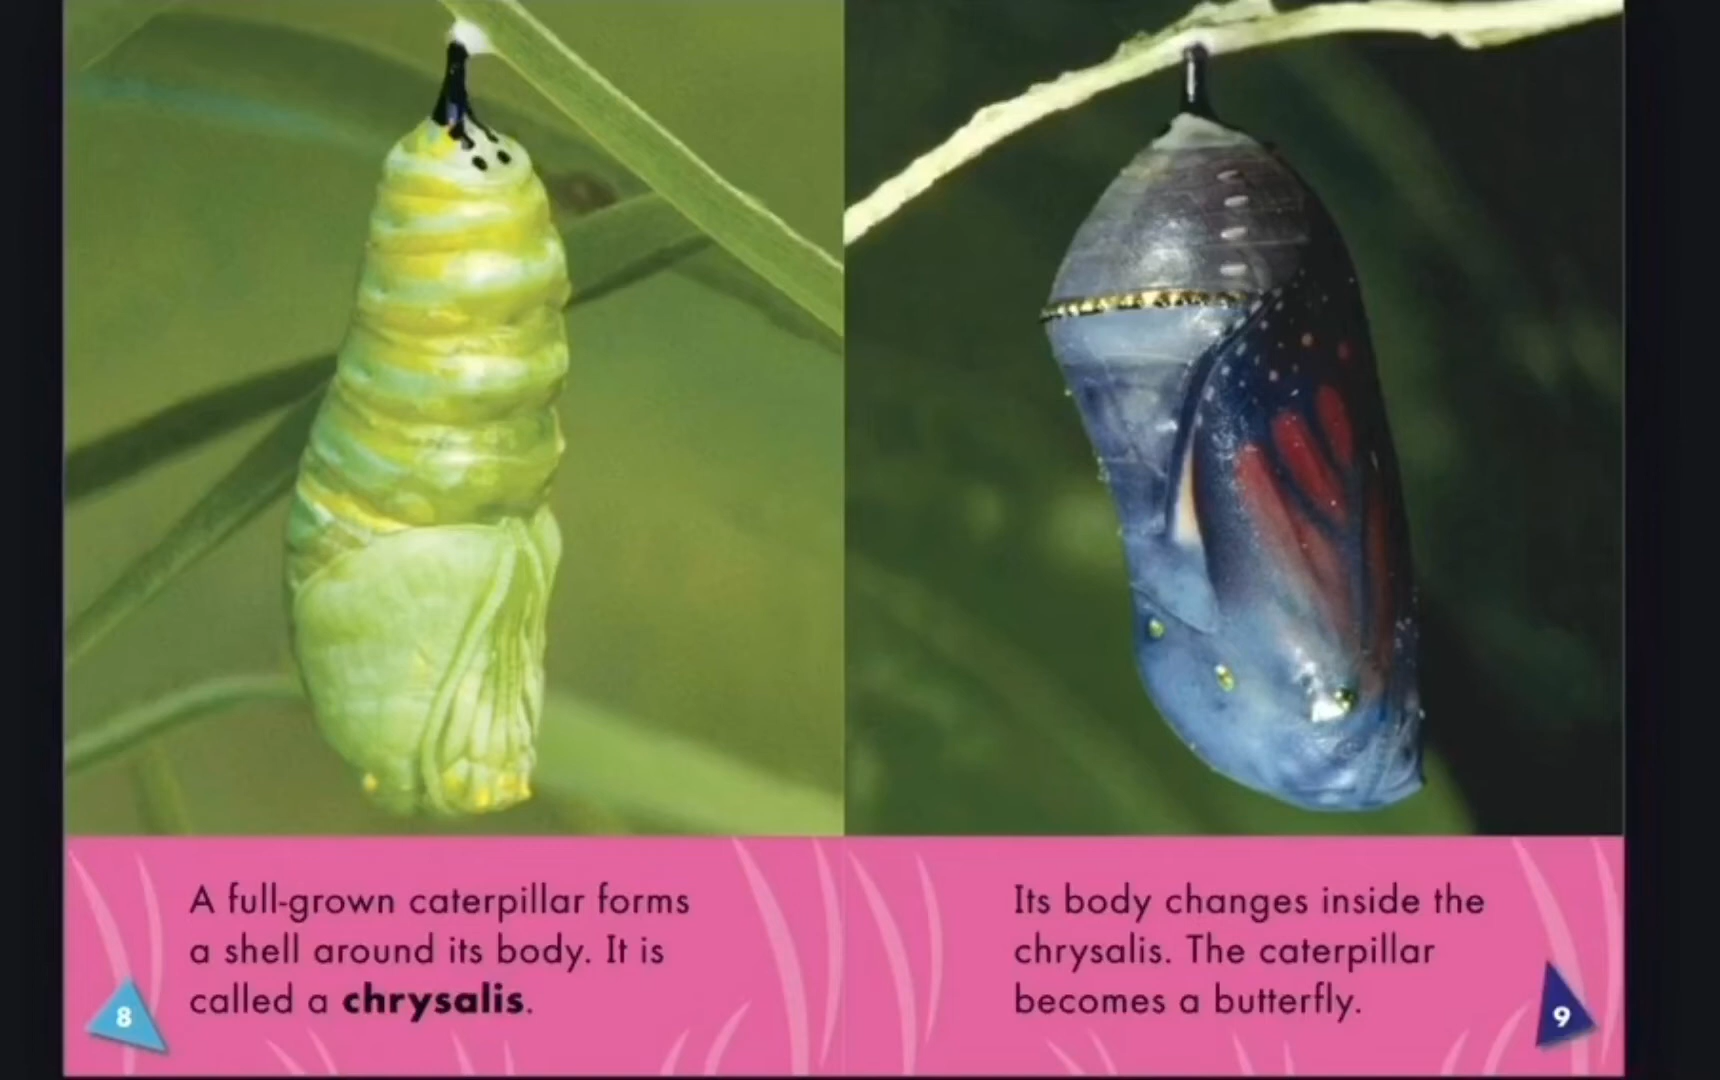 A full-grown caterpillar forms
a shell around its body. It is
called a chrysalis.
8
Its body changes inside the
chrysalis. The caterpillar
becomes a butterfly.
9